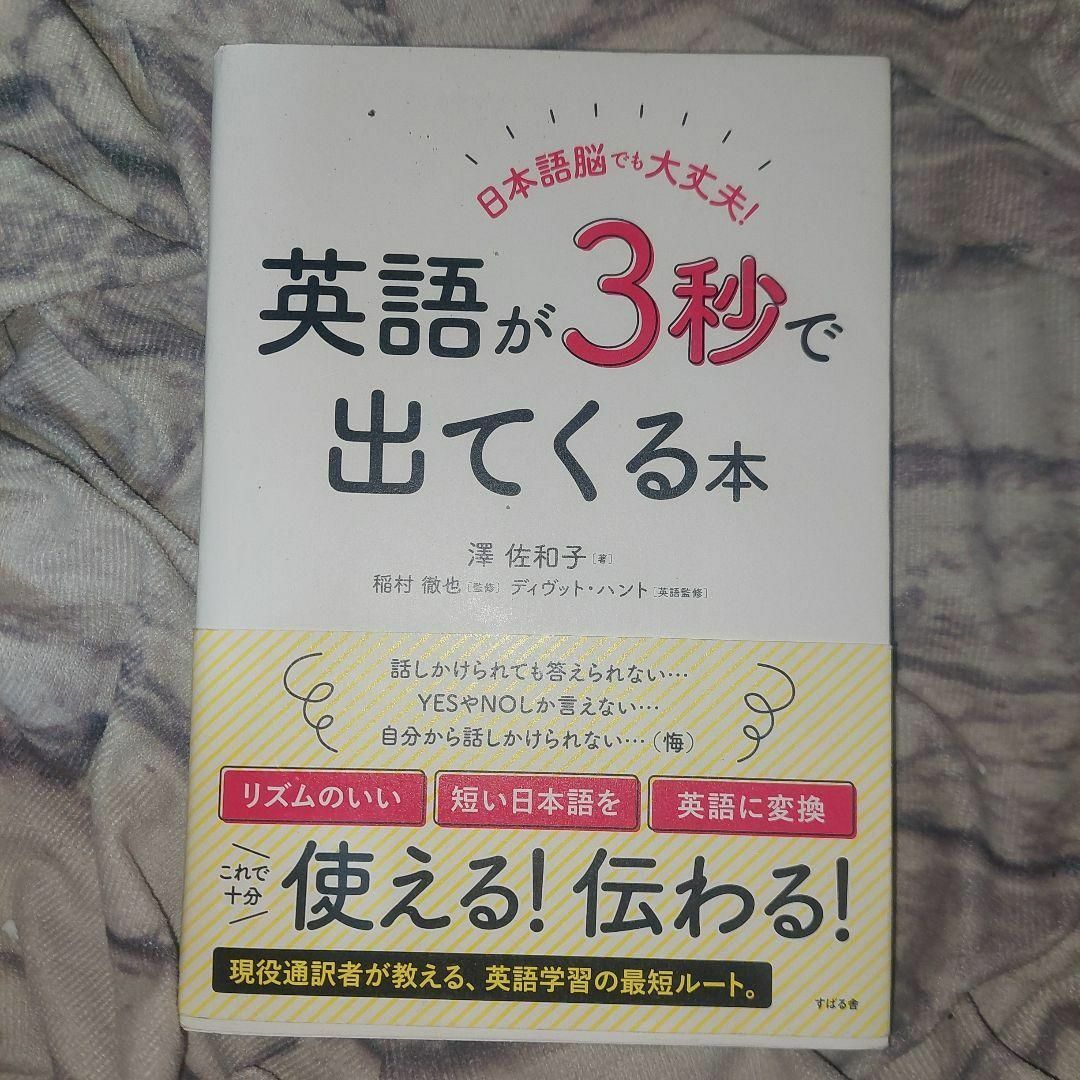 日本語脳でも大丈夫!
英語が3秒で
出てくる本
澤 佐和子[著]
稲村 徹也[監修] ディヴット・ハント[英語監修]
話しかけられても答えられない…
YESやNOしか言えない…
自分から話しかけられない…(悔)
リズムのいい 短い日本語を 英語に変換
これで
十分
使える! 伝わる!
現役通訳者が教える、英語学習の最短ルート。
すばる舎